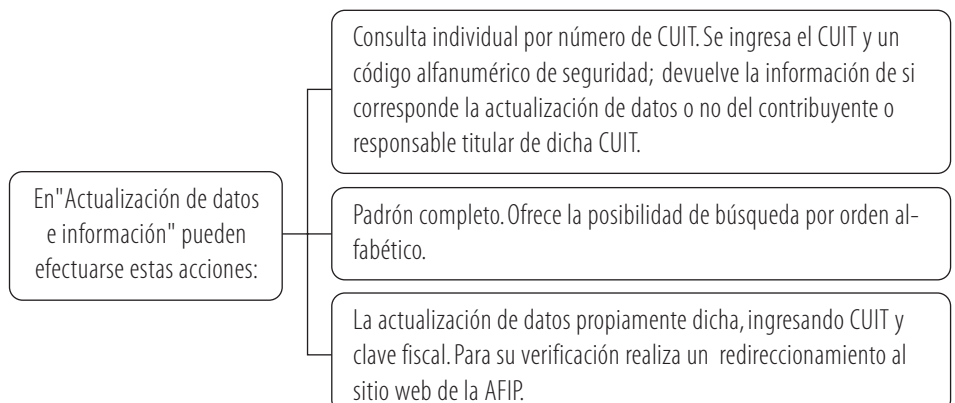 En"Actualización de datos
e información" pueden
efectuarse estas acciones:
Consulta individual por número de CUIT. Se ingresa el CUIT y un
código alfanumérico de seguridad; devuelve la información de si
corresponde la actualización de datos o no del contribuyente o
responsable titular de dicha CUIT.
Padrón completo. Ofrece la posibilidad de búsqueda por orden al-
fabético.
La actualización de datos propiamente dicha, ingresando CUIT y
clave fiscal. Para su verificación realiza un redireccionamiento al
sitio web de la AFIP.